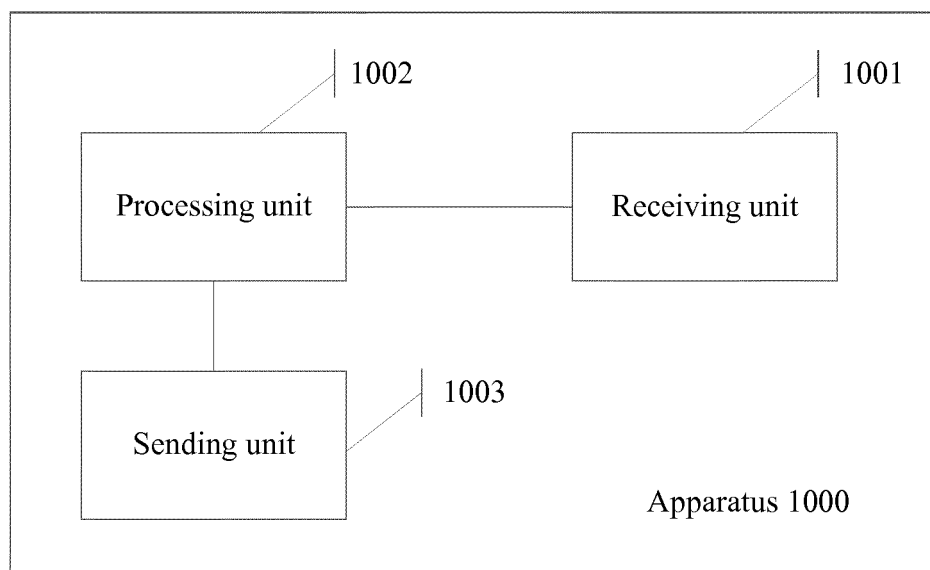 1002
1001
Processing unit
Receiving unit
1003
Sending unit
Apparatus 1000